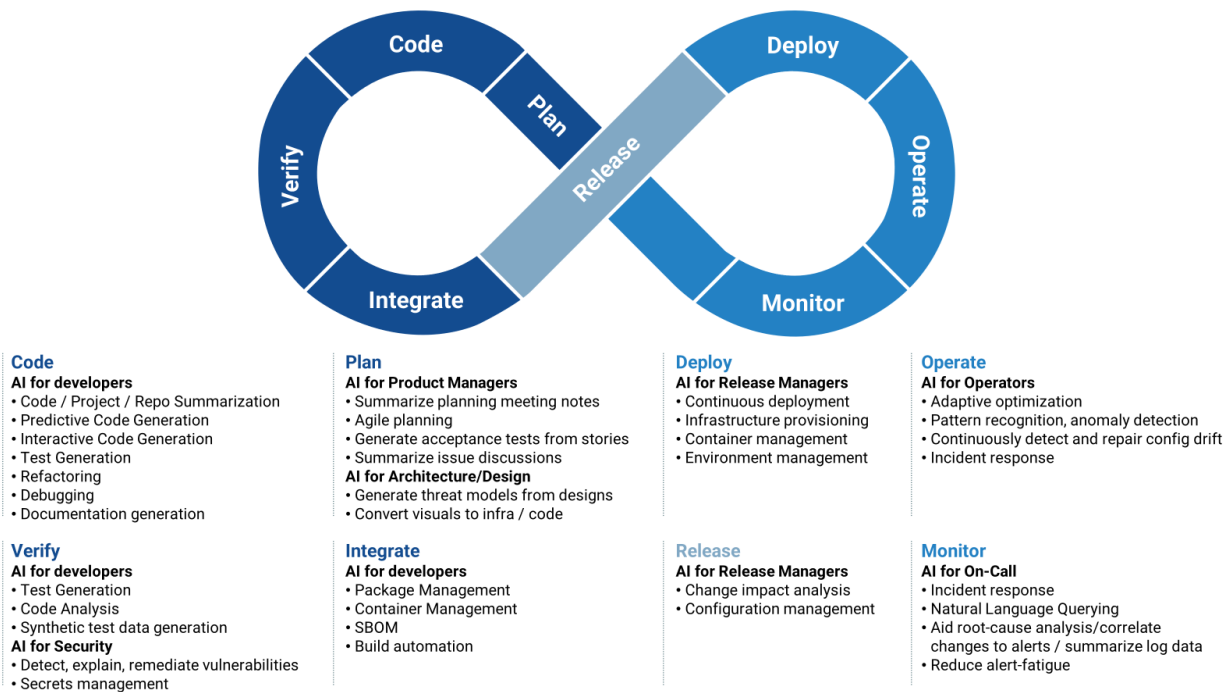 Code
Plan
Verify
Integrate
Release
Deploy
Operate
Monitor
Code
AI for developers
• Code / Project / Repo Summarization
• Predictive Code Generation
• Interactive Code Generation
• Test Generation
• Refactoring
• Debugging
• Documentation generation
Plan
AI for Product Managers
• Summarize planning meeting notes
• Agile planning
• Generate acceptance tests from stories
• Summarize issue discussions
AI for Architecture/Design
• Generate threat models from designs
• Convert visuals to infra / code
Deploy
AI for Release Managers
• Continuous deployment
• Infrastructure provisioning
• Container management
• Environment management
Operate
AI for Operators
• Adaptive optimization
• Pattern recognition, anomaly detection
• Continuously detect and repair config drift
• Incident response
Verify
AI for developers
• Test Generation
• Code Analysis
• Synthetic test data generation
AI for Security
• Detect, explain, remediate vulnerabilities
• Secrets management
Integrate
AI for developers
• Package Management
• Container Management
• SBOM
• Build automation
Release
AI for Release Managers
• Change impact analysis
• Configuration management
Monitor
AI for On-Call
• Incident response
• Natural Language Querying
• Aid root-cause analysis/correlate
changes to alerts / summarize log data
• Reduce alert-fatigue